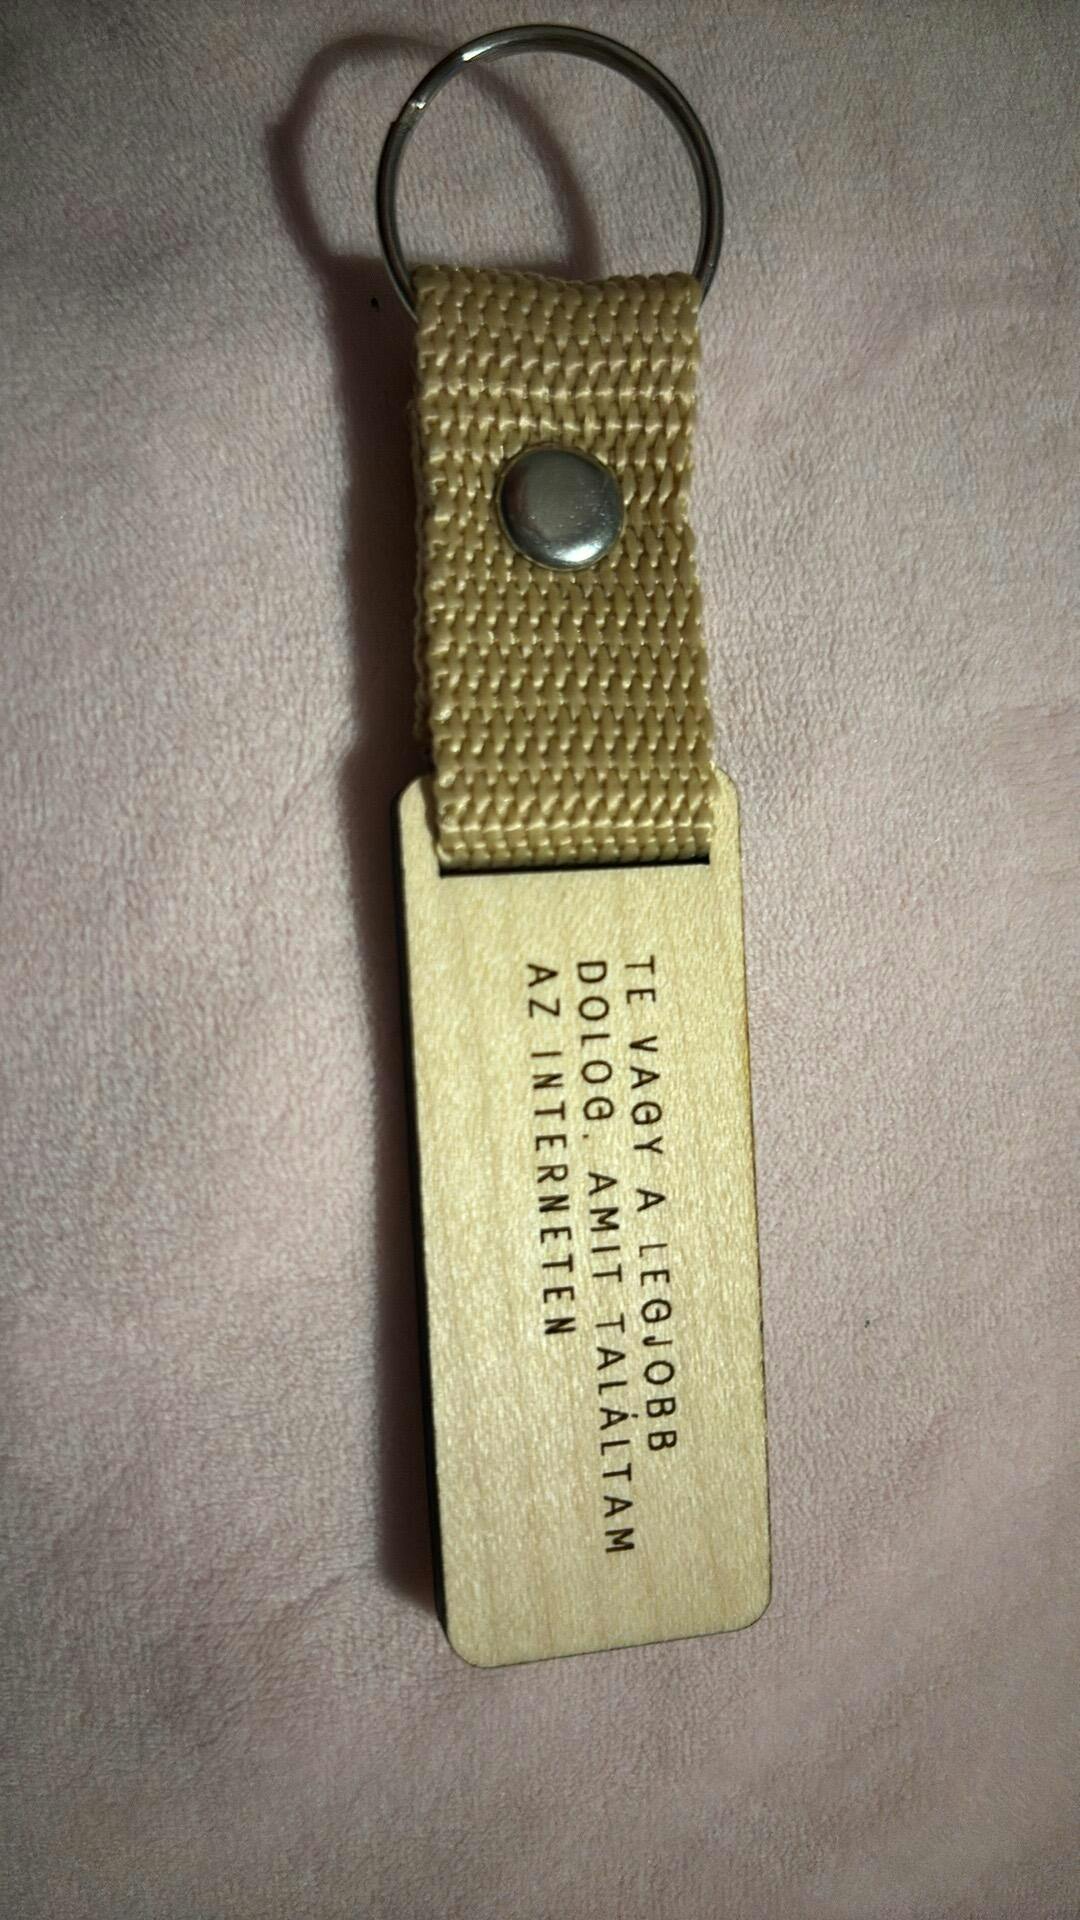 TE VAGY A LEGJOBB
DOLOG, AMIT TALÁLTAM
AZ INTERNETEN